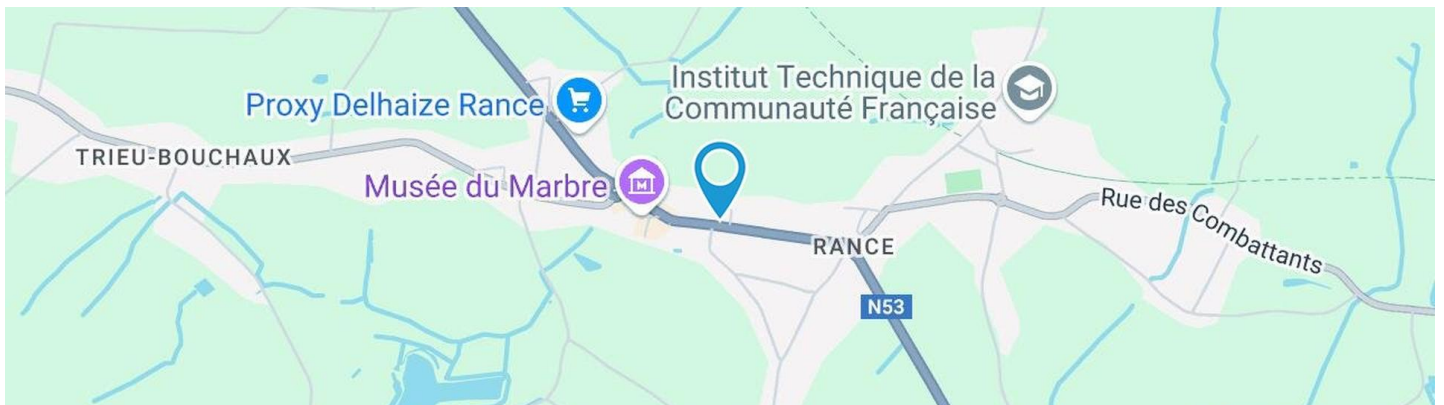 Institut Technique de la
Communauté Française
Proxy Delhaize Rance
TRIEU-BOUCHAUX
Musée du Marbre
M
Rue des Combattants
RANCE
N53